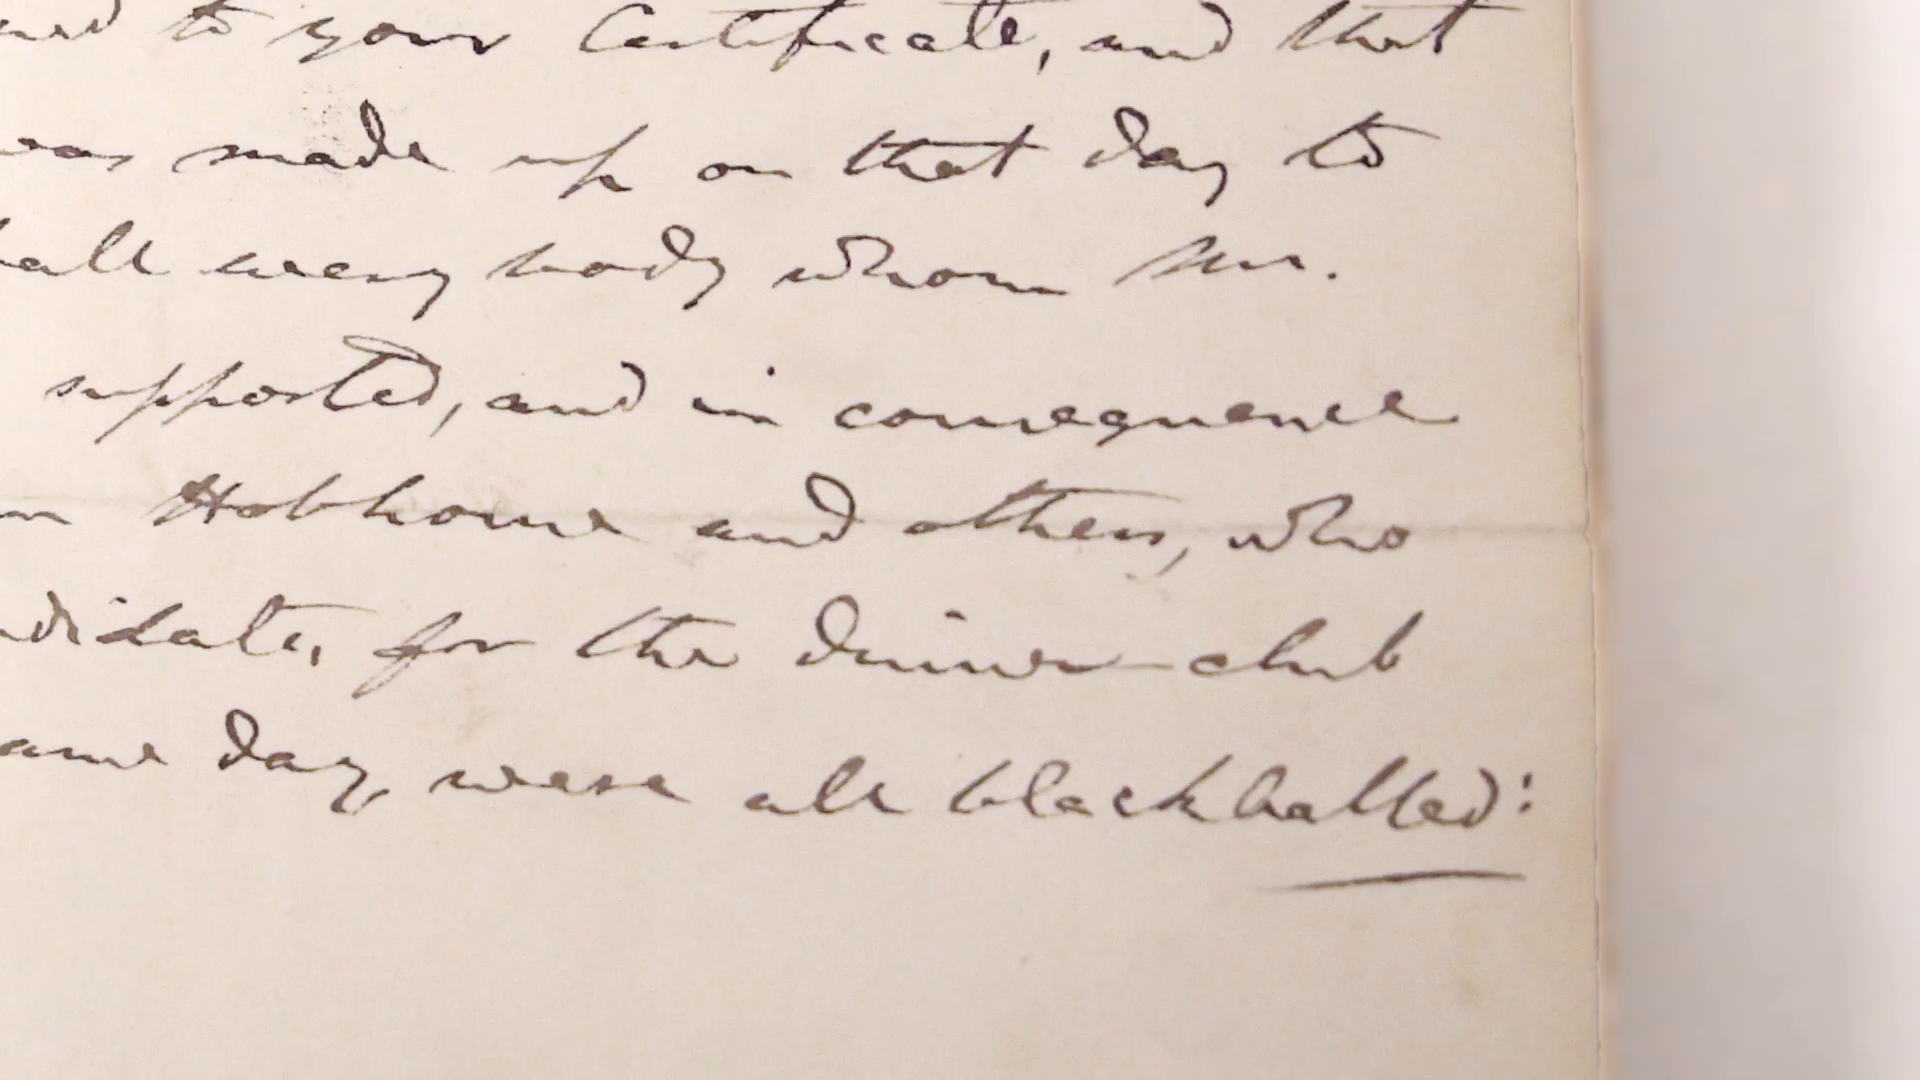 to your Certificate, and that
was made up on that day to
all every body whom Mr.
supported, and in consequence
Hobhouse and others, who
for the dinner-club
day, were all blackballed: